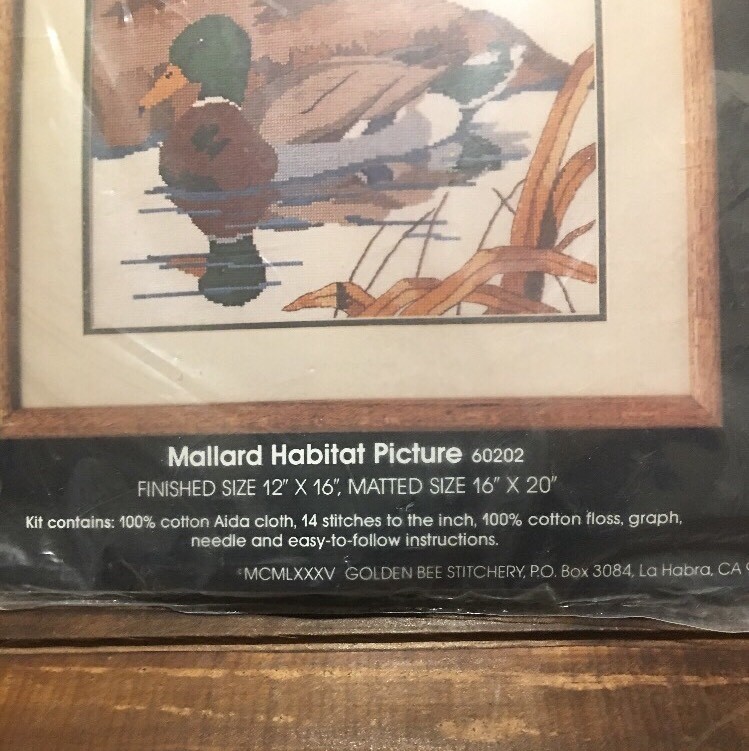 Mallard Habitat Picture 60202
FINISHED SIZE 12" X 16", MATTED SIZE 16" X 20"
Kit contains: 100% cotton Aida cloth, 14 stitches to the inch, 100% cotton floss, graph,
needle and easy-to-follow instructions.
©MCMLXXXV GOLDEN BEE STITCHERY, P.O. Box 3084, La Habra, CA